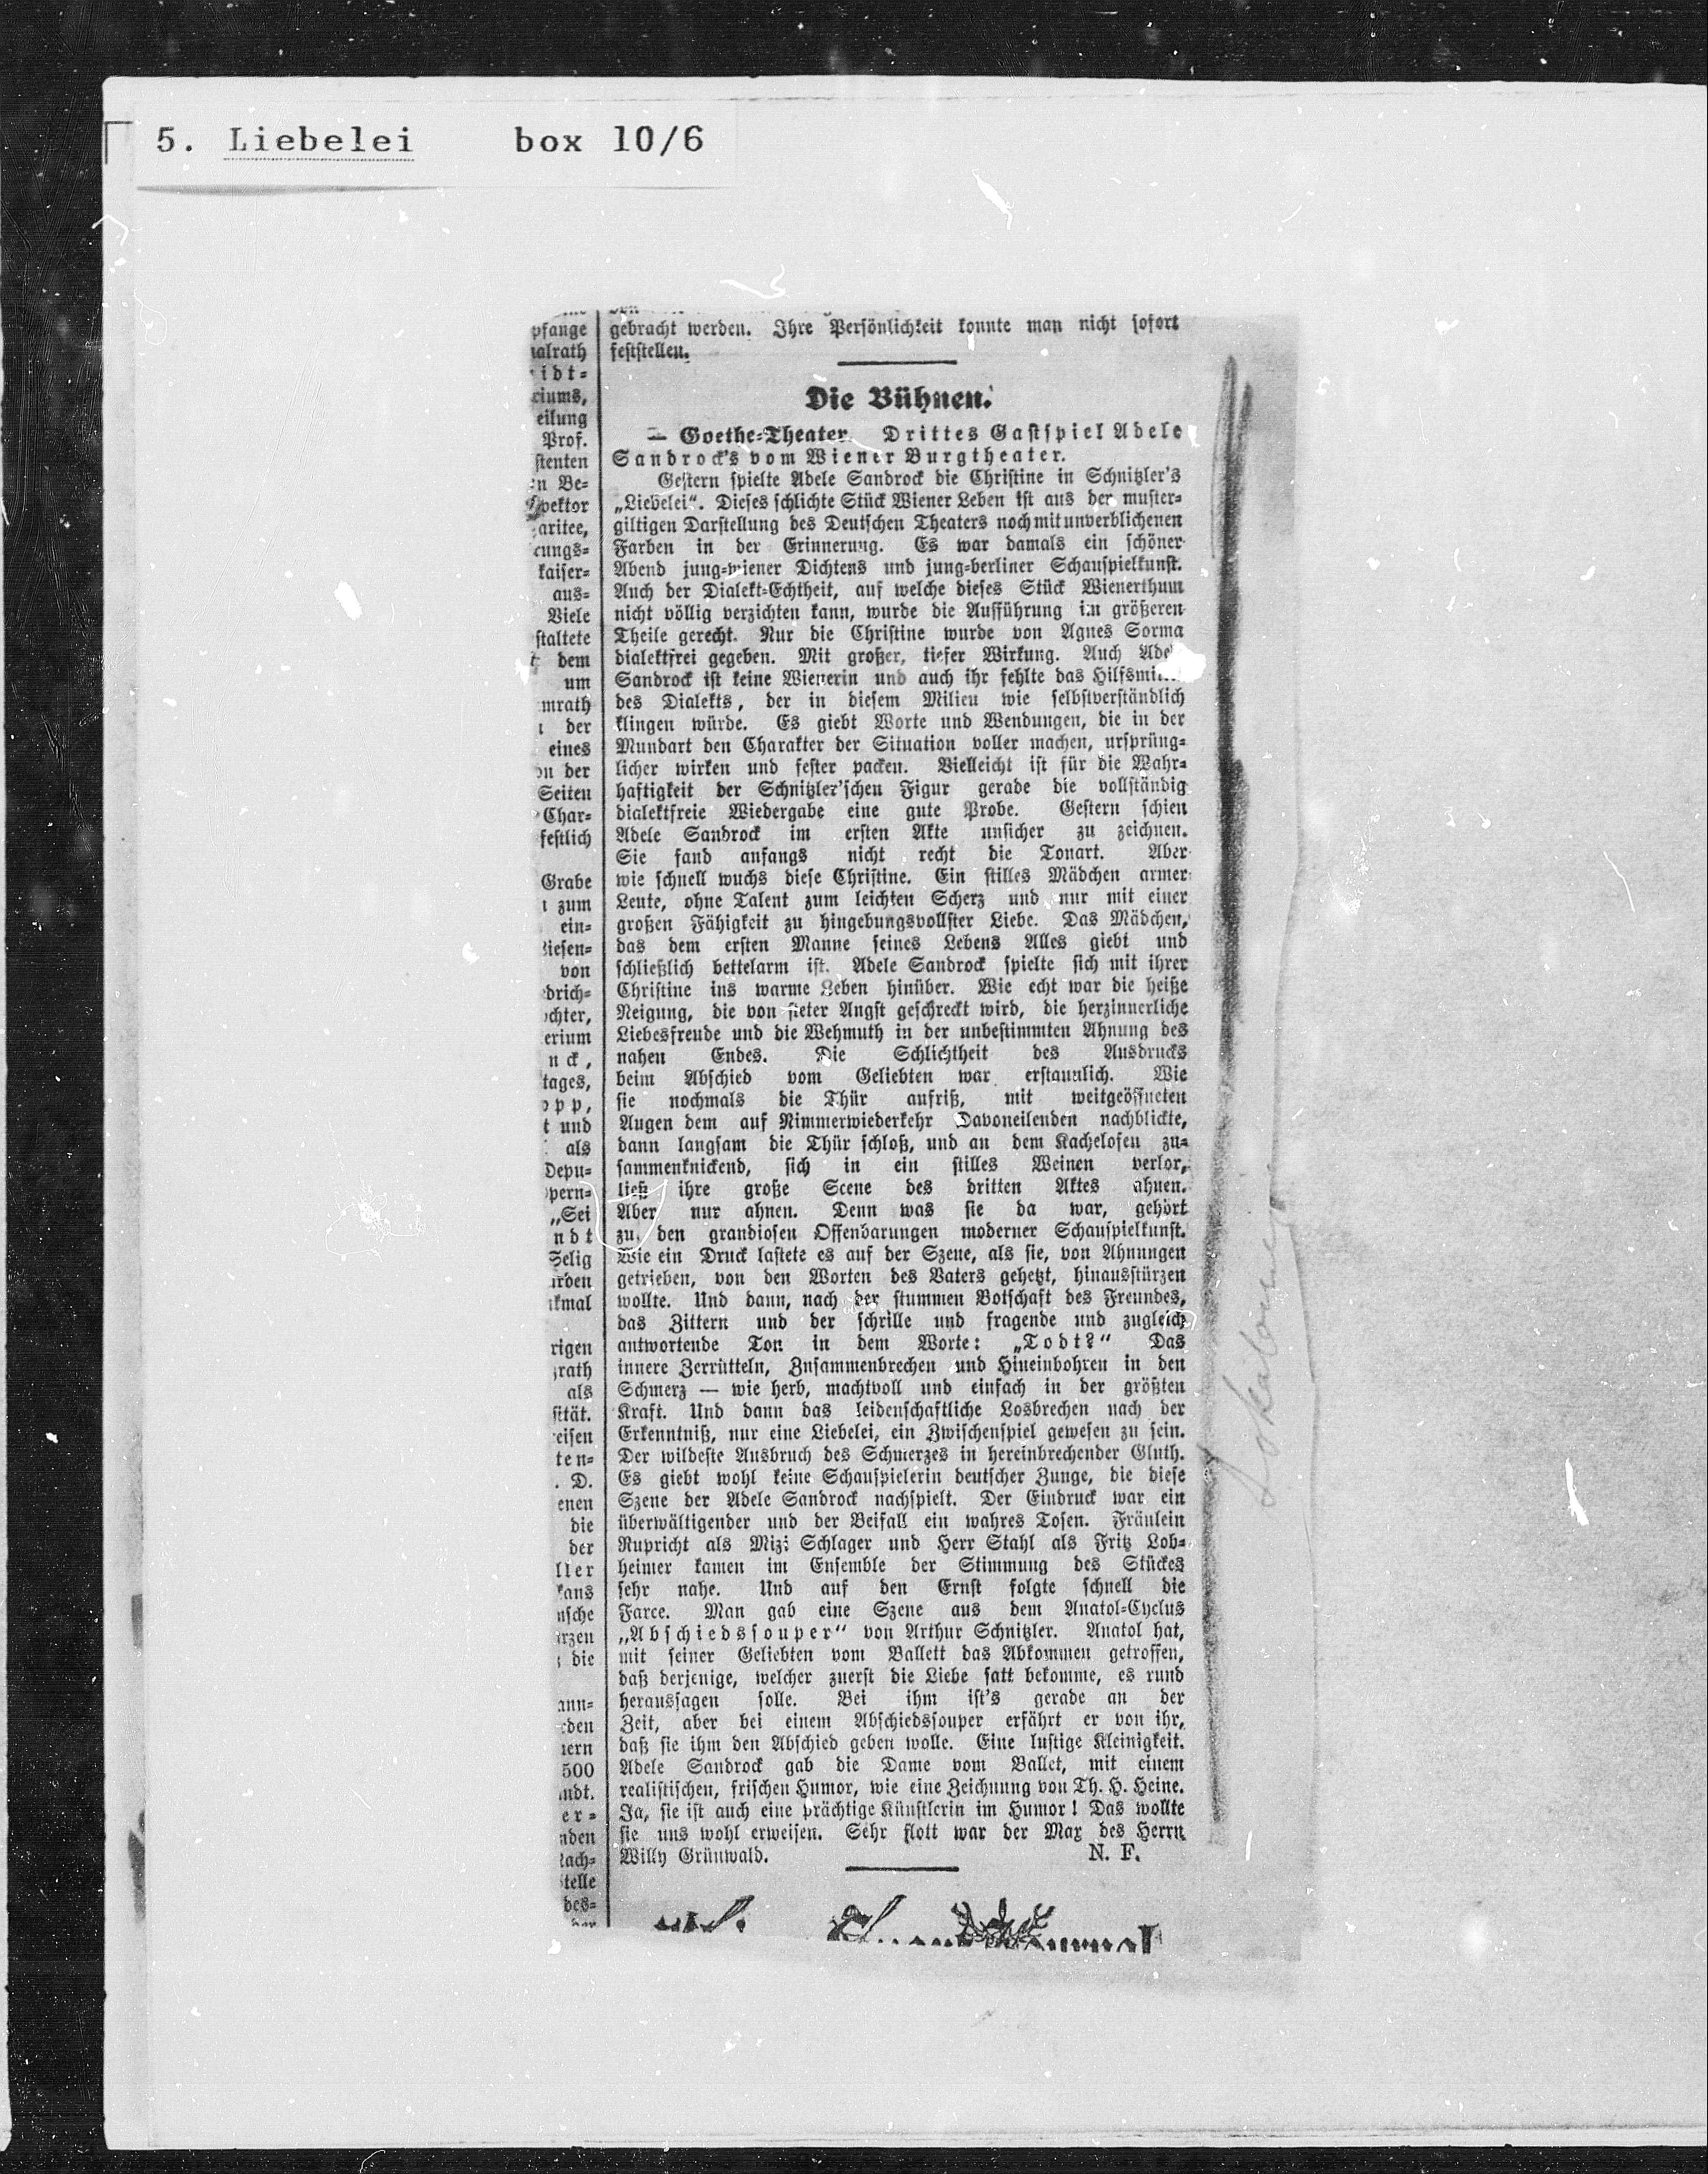 5. Liebelei box 10/6
gebracht werden. Ihre Persönlichkeit konnte man nicht sofort
feststellen.
Die Bühnen.
— Goethe-Theater. Drittes Gastspiel Adele
Sandrock's vom Wiener Burgtheater.
Gestern spielte Adele Sandrock die Christine in Schnitzler's
„Liebelei“. Dieses schlichte Stück Wiener Leben ist aus der muster-
giltigen Darstellung des Deutschen Theaters noch mit unverblichenen
Farben in der Erinnerung. Es war damals ein schöner
Abend jung-wiener Dichtens und jung-berliner Schauspielkunst.
Auch der Dialekt-Echtheit, auf welche dieses Stück Wienerthum
nicht völlig verzichten kann, wurde die Aufführung im größeren
Theile gerecht. Nur die Christine wurde von Agnes Sorma
dialektfrei gegeben. Mit großer, tiefer Wirkung. Auch Ade
Sandrock ist keine Wienerin und auch ihr fehlte das Hilfsmi
des Dialekts, der in diesem Milieu wie selbstverständlich
klingen würde. Es giebt Worte und Wendungen, die in der
Mundart den Charakter der Situation voller machen, ursprüng-
licher wirken und fester packen. Vielleicht ist für die Wahr-
haftigkeit der Schnitzler'schen Figur gerade die vollständig
dialektfreie Wiedergabe eine gute Probe. Gestern schien
Adele Sandrock im ersten Akte unsicher zu zeichnen.
Sie fand anfangs nicht recht die Tonart. Aber
wie schnell wuchs diese Christine. Ein stilles Mädchen armer
Leute, ohne Talent zum leichten Scherz und nur mit einer
großen Fähigkeit zu hingebungsvollster Liebe. Das Mädchen,
das dem ersten Manne seines Lebens Alles giebt und
schließlich bettelarm ist. Adele Sandrock spielte sich mit ihrer
Christine ins warme Leben hinüber. Wie echt war die heiße
Neigung, die von steter Angst geschreckt wird, die herzinnerliche
Liebesfreude und die Wehmuth in der unbestimmten Ahnung des
nahen Endes. Die Schlichtheit des Ausdrucks
beim Abschied vom Geliebten war erstaunlich. Wie
sie nochmals die Thür aufriß, mit weitgeöffneten
Augen dem auf Nimmerwiederkehr Davoneilenden nachblickte,
dann langsam die Thür schloß, und an dem Kachelofen zu-
sammenknickend, sich in ein stilles Weinen verlor,
ließ ihre große Scene des dritten Aktes ahnen.
Aber nur ahnen. Denn was sie da war, gehört
zu den grandiosen Offenbarungen moderner Schauspielkunst.
Wie ein Druck lastete es auf der Szene, als sie, von Ahnungen
getrieben, von den Worten des Vaters gehetzt, hinausstürzen
wollte. Und dann, nach der stummen Botschaft des Freundes,
das Zittern und der schrille und fragende und zugleich
antwortende Ton in dem Worte: „Todt?“ Das
innere Zerrütteln, Zusammenbrechen und Hineinbohren in den
Schmerz — wie herb, machtvoll und einfach in der größten
Kraft. Und dann das leidenschaftliche Losbrechen nach der
Erkenntniß, nur eine Liebelei, ein Zwischenspiel gewesen zu sein.
Der wildeste Ausbruch des Schmerzes in hereinbrechender Gluth.
Es giebt wohl keine Schauspielerin deutscher Zunge, die diese
Szene der Adele Sandrock nachspielt. Der Eindruck war ein
überwältigender und der Beifall ein wahres Tosen. Fräulein
Rupricht als Mizi Schlager und Herr Stahl als Fritz Lob-
heimer kamen im Ensemble der Stimmung des Stückes
sehr nahe. Und auf den Ernst folgte schnell die
Farce. Man gab eine Szene aus dem Anatol-Cyclus
„Abschiedssouper“ von Arthur Schnitzler. Anatol hat,
mit seiner Geliebten vom Ballett das Abkommen getroffen,
daß derjenige, welcher zuerst die Liebe satt bekomme, es rund
heraussagen solle. Bei ihm ist's gerade an der
Zeit, aber bei einem Abschiedssouper erfährt er von ihr,
daß sie ihm den Abschied geben wolle. Eine lustige Kleinigkeit.
Adele Sandrock gab die Dame vom Ballet, mit einem
realistischen, frischen Humor, wie eine Zeichnung von Th. H. Heine.
Ja, sie ist auch eine prächtige Künstlerin im Humor! Das wollte
sie uns wohl erweisen. Sehr flott war der Max des Herrn
Willy Grünwald. N. F.